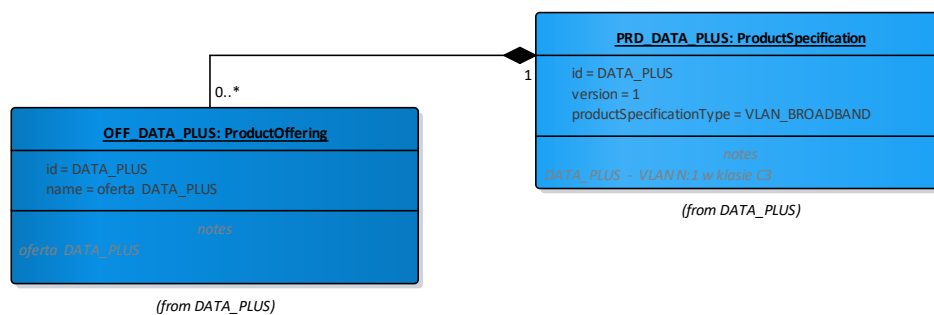 PRD_DATA_PLUS: ProductSpecification
id = DATA_PLUS
version = 1
productSpecificationType = VLAN_BROADBAND
notes
DATA_PLUS - VLAN N:1 w klasie C3
(from DATA_PLUS)
1
0..*
OFF_DATA_PLUS: ProductOffering
id = DATA_PLUS
name = oferta DATA_PLUS
notes
oferta DATA_PLUS
(from DATA_PLUS)